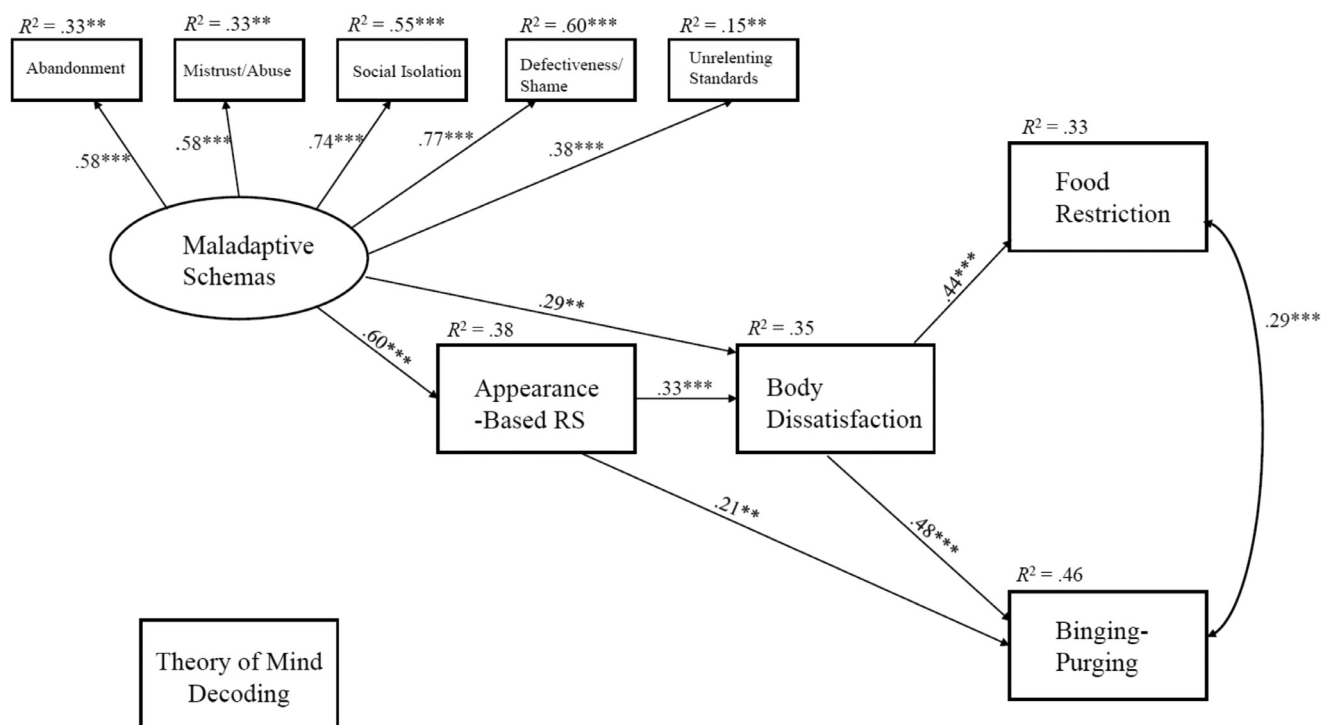 R² = .33**
R² = .33**
R² = .55***
R² = .60***
R² = .15**
Abandonment
Mistrust/Abuse
Social Isolation
Defectiveness/
Shame
Unrelenting
Standards
.58***
.58***
.74***
.77***
.38***
R² = .33
Food
Restriction
Maladaptive
Schemas
.29**
.60***
.44***
.29***
R² = .38
R² = .35
Appearance
-Based RS
.33***
Body
Dissatisfaction
.21**
.48***
R² = .46
Binging-
Purging
Theory of Mind
Decoding